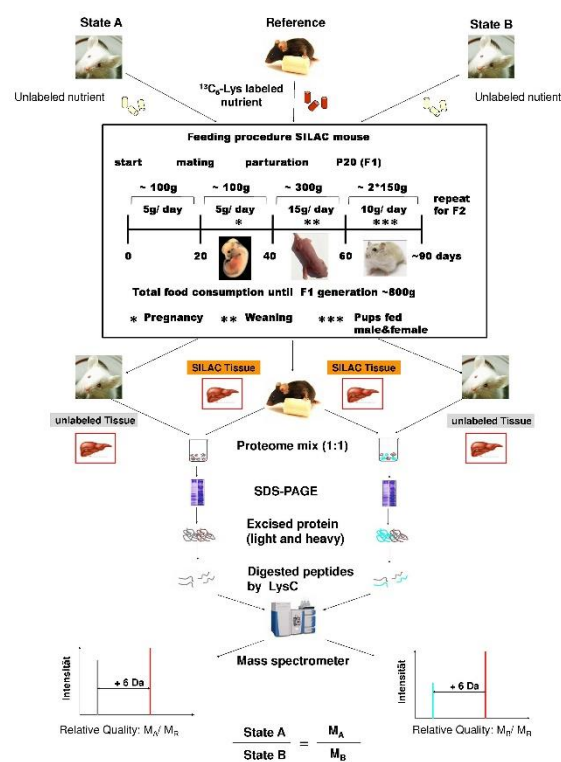 State A
Reference
State B
Unlabeled nutrient
¹³C₆-Lys labeled
nutrient
Unlabeled nutient
Feeding procedure SILAC mouse
start mating parturation P20 (F1)
~ 100g ~ 100g ~ 300g ~ 2*150g
5g/ day 5g/ day 15g/ day 10g/ day
repeat
for F2
* ** ***
0 20 40 60 ~90 days
Total food consumption until F1 generation ~800g
* Pregnancy ** Weaning *** Pups fed
male&female
SILAC Tissue
SILAC Tissue
unlabeled Tissue
unlabeled Tissue
Proteome mix (1:1)
SDS-PAGE
Excised protein
(light and heavy)
Digested peptides
by LysC
Mass spectrometer
Intensität
+ 6 Da
Relative Quality: M_A/ M_R
Intensität
+ 6 Da
Relative Quality: M_B/ M_R
State A
State B
=
M_A
M_B